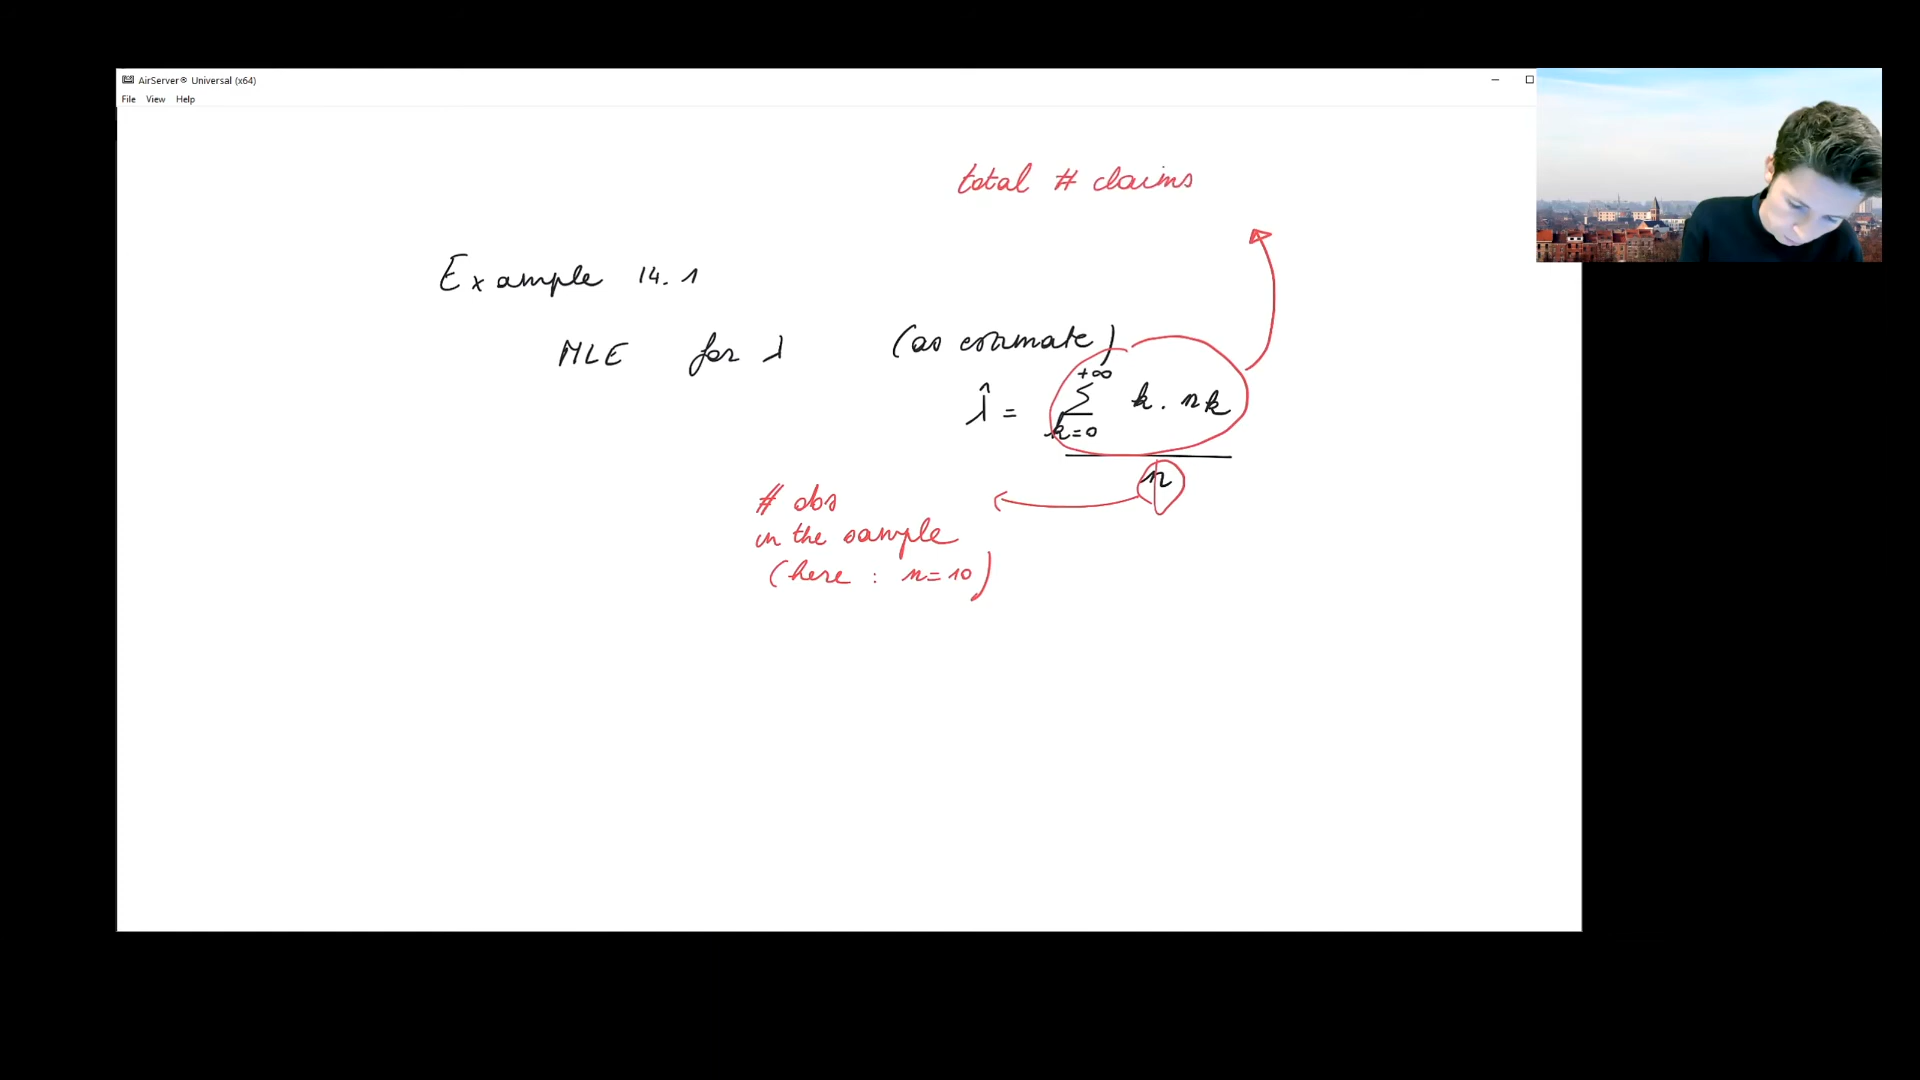 AirServer® Universal (x64)
File View Help
total # claims
Example 14.1
MLE for λ (as estimate)
+∞
λ̂ = Σ k. nk
k=0
n
# obs
in the sample
(here : n=10)